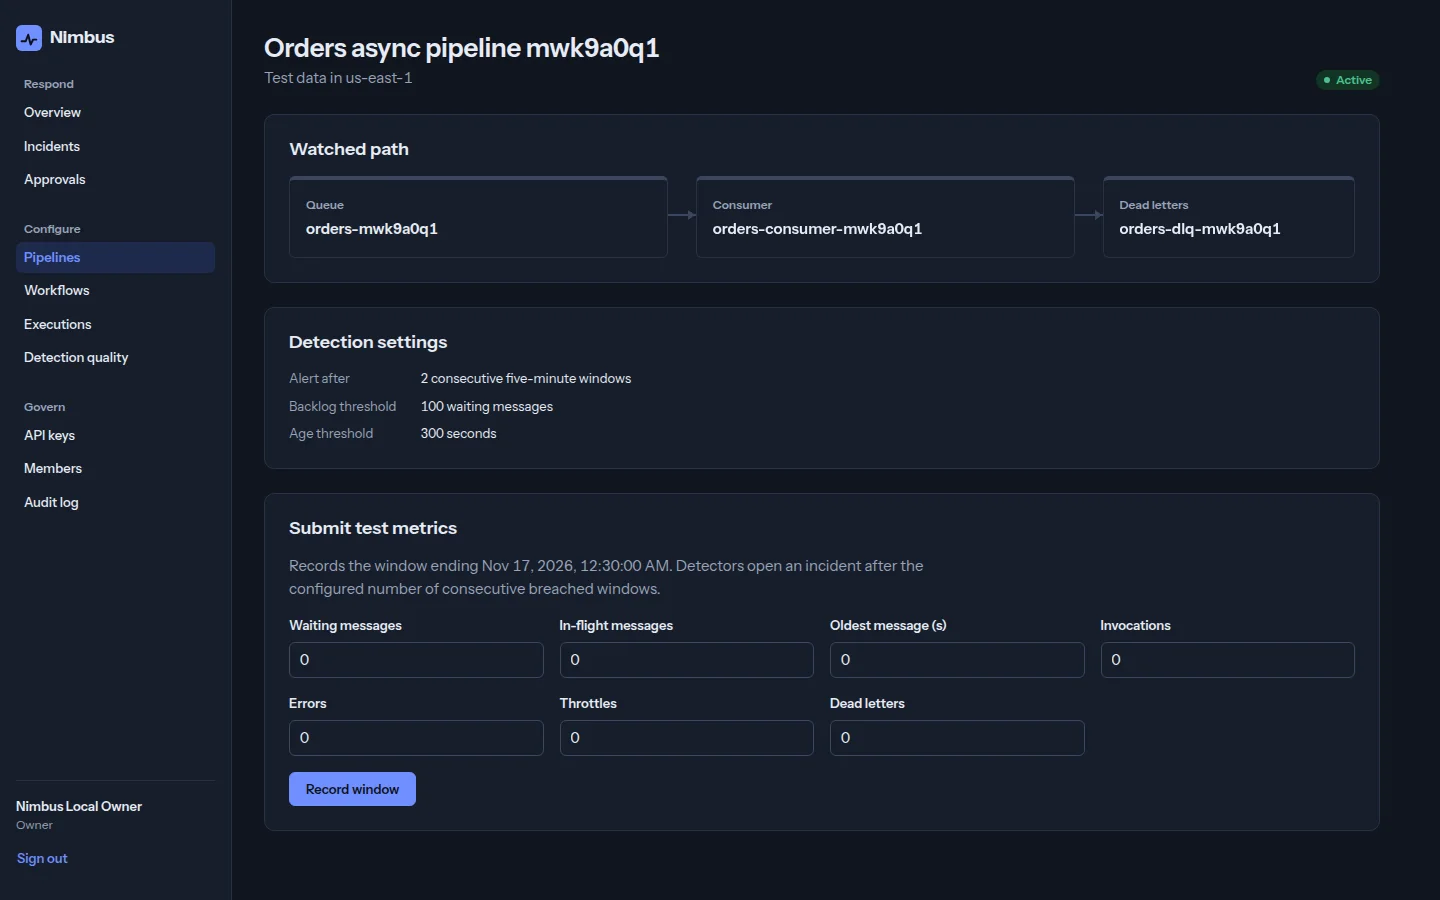 Nimbus
Respond
Overview
Incidents
Approvals
Configure
Pipelines
Workflows
Executions
Detection quality
Govern
API keys
Members
Audit log
Nimbus Local Owner
Owner
Sign out
Orders async pipeline mwk9a0q1
Test data in us-east-1
Active
Watched path
Queue
orders-mwk9a0q1
Consumer
orders-consumer-mwk9a0q1
Dead letters
orders-dlq-mwk9a0q1
Detection settings
Alert after 2 consecutive five-minute windows
Backlog threshold 100 waiting messages
Age threshold 300 seconds
Submit test metrics
Records the window ending Nov 17, 2026, 12:30:00 AM. Detectors open an incident after the
configured number of consecutive breached windows.
Waiting messages In-flight messages Oldest message (s) Invocations
0 0 0 0
Errors Throttles Dead letters
0 0 0
Record window